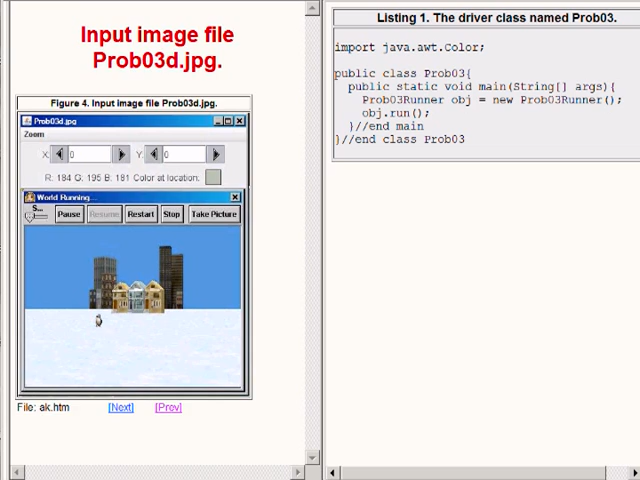 Input image file
Prob03d.jpg.
Figure 4. Input image file Prob03d.jpg.
Prob03d.jpg
Zoom
X: 0 Y: 0
R: 184 G: 195 B: 181 Color at location:
World Running...
S...
Pause Resume Restart Stop Take Picture
File: ak.htm [Next] [Prev]
Listing 1. The driver class named Prob03.
import java.awt.Color;
public class Prob03{
public static void main(String[] args){
Prob03Runner obj = new Prob03Runner();
obj.run();
}//end main
}//end class Prob03